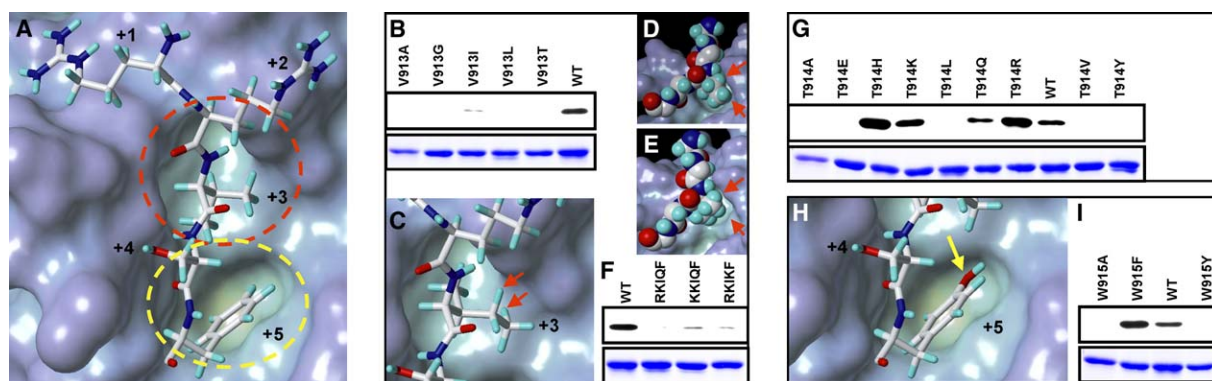 A
+1
+2
+3
+4
+5
B
V913A
V913G
V913I
V913L
V913T
WT
C
+3
D
E
F
WT
RKIQF
KKIQF
RKIKF
G
T914A
T914E
T914H
T914K
T914L
T914Q
T914R
WT
T914V
T914Y
H
+4
+5
I
W915A
W915F
WT
W915Y